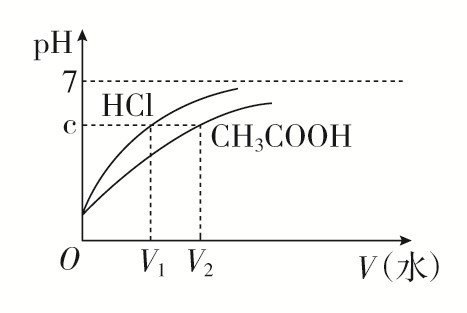 pH
7
HCl
c
CH₃COOH
O
V₁
V₂
V(水)